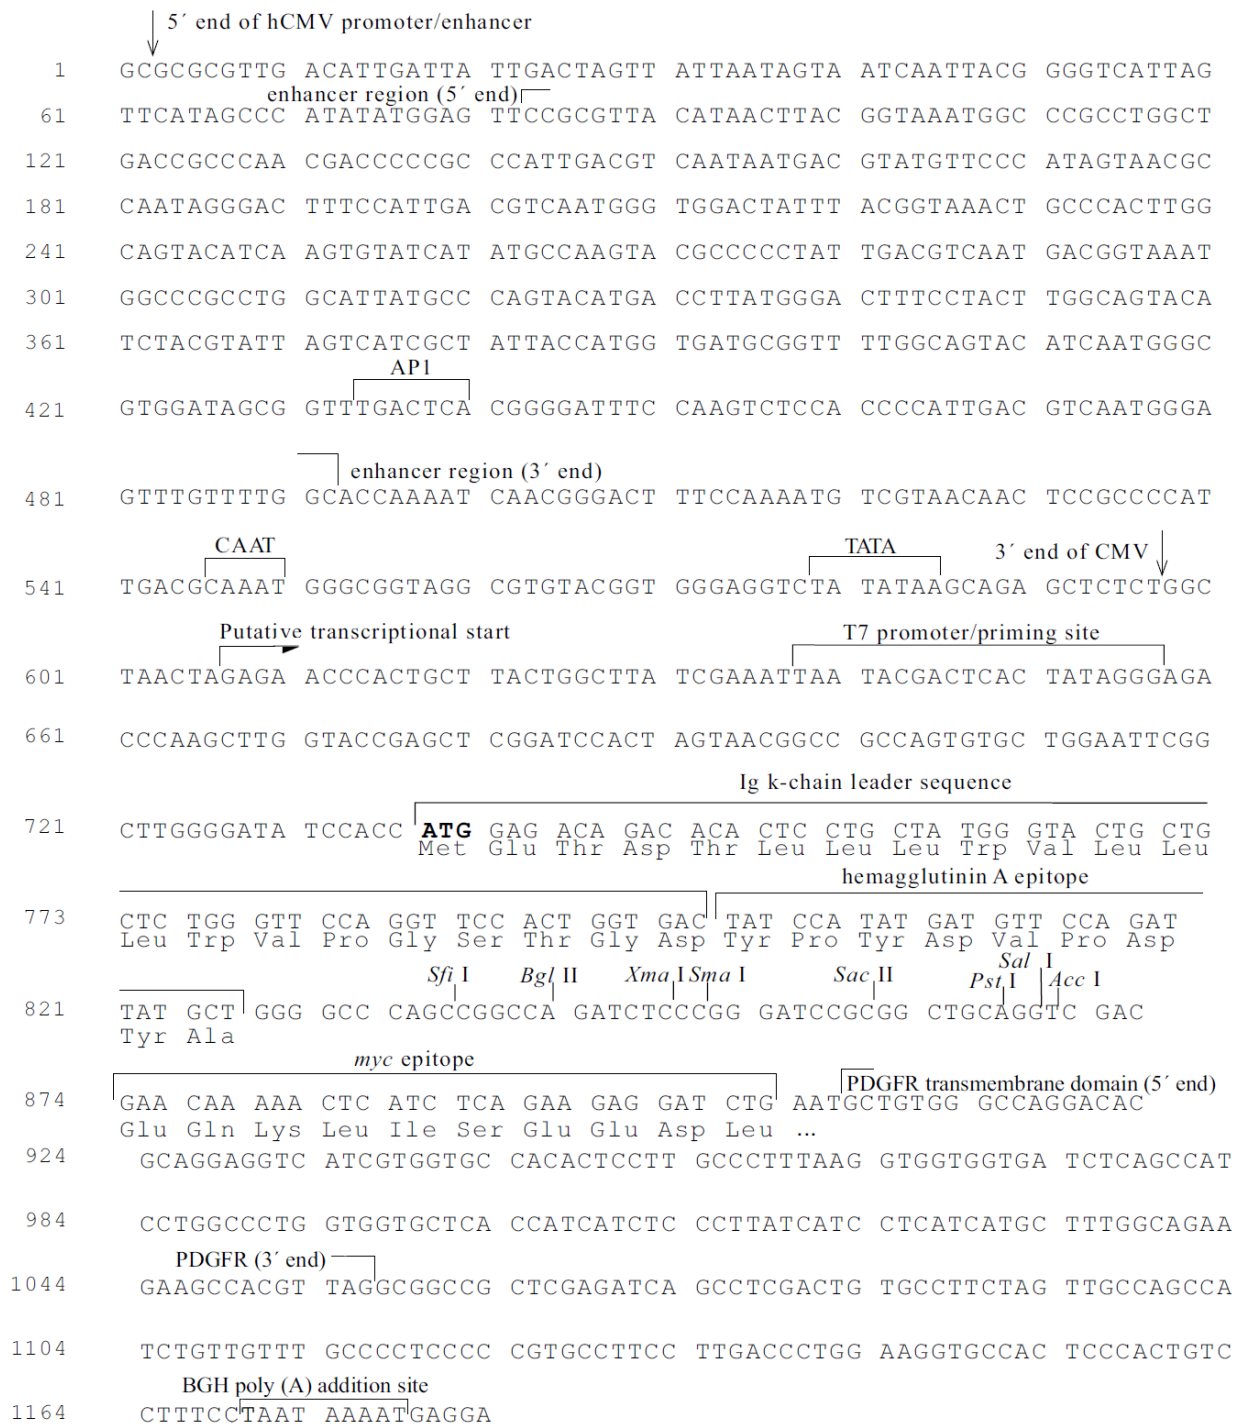 5´ end of hCMV promoter/enhancer
1 GCGCGCGTTG ACATTGATTA TTGACTAGTT ATTAATAGTA ATCAATTACG GGGTCATTAG
enhancer region (5´ end)
61 TTCATAGCCC ATATATGGAG TTCCGCGTTA CATAACTTAC GGTAAATGGC CCGCCTGGCT
121 GACCGCCCAA CGACCCCCGC CCATTGACGT CAATAATGAC GTATGTTCCC ATAGTAACGC
181 CAATAGGGAC TTTCCATTGA CGTCAATGGG TGGACTATTT ACGGTAAACT GCCCACTTGG
241 CAGTACATCA AGTGTATCAT ATGCCAAGTA CGCCCCCTAT TGACGTCAAT GACGGTAAAT
301 GGCCCGCCTG GCATTATGCC CAGTACATGA CCTTATGGGA CTTTCCTACT TGGCAGTACA
361 TCTACGTATT AGTCATCGCT ATTACCATGG TGATGCGGTT TTGGCAGTAC ATCAATGGGC
AP1
421 GTGGATAGCG GTTTGACTCA CGGGGATTTC CAAGTCTCCA CCCCATTGAC GTCAATGGGA
enhancer region (3´ end)
481 GTTTGTTTTG GCACCAAAAT CAACGGGACT TTCCAAAATG TCGTAACAAC TCCGCCCCAT
CAAT TATA 3´ end of CMV
541 TGACGCAAAT GGGCGGTAGG CGTGTACGGT GGGAGGTCTA TATAAGCAGA GCTCTCTGGC
Putative transcriptional start T7 promoter/priming site
601 TAACTAGAGA ACCCACTGCT TACTGGCTTA TCGAAATTAA TACGACTCAC TATAGGGAGA
661 CCCAAGCTTG GTACCGAGCT CGGATCCACT AGTAACGGCC GCCAGTGTGC TGGAATTCGG
Ig k-chain leader sequence
721 CTTGGGGATA TCCACC ATG GAG ACA GAC ACA CTC CTG CTA TGG GTA CTG CTG
Met Glu Thr Asp Thr Leu Leu Leu Trp Val Leu Leu
hemagglutinin A epitope
773 CTC TGG GTT CCA GGT TCC ACT GGT GAC TAT CCA TAT GAT GTT CCA GAT
Leu Trp Val Pro Gly Ser Thr Gly Asp Tyr Pro Tyr Asp Val Pro Asp
Sfi I Bgl II Xma I Sma I Sac II Pst I Sal I Acc I
821 TAT GCT GGG GCC CAGCCGGCCA GATCTCCCGG GATCCGCGG CTGCAGGTC GAC
Tyr Ala
myc epitope
PDGFR transmembrane domain (5´ end)
874 GAA CAA AAA CTC ATC TCA GAA GAG GAT CTG AATGCTGTGG GCCAGGACAC
Glu Gln Lys Leu Ile Ser Glu Glu Asp Leu ...
924 GCAGGAGGTC ATCGTGGTGC CACACTCCTT GCCCTTTAAG GTGGTGGTGA TCTCAGCCAT
984 CCTGGCCCTG GTGGTGCTCA CCATCATCTC CCTTATCATC CTCATCATGC TTTGGCAGAA
PDGFR (3´ end)
1044 GAAGCCACGT TAGGCGGCCG CTCGAGATCA GCCTCGACTG TGCCTTCTAG TTGCCAGCCA
1104 TCTGTTGTTT GCCCCTCCCC CGTGCCTTCC TTGACCCTGG AAGGTGCCAC TCCCACTGTC
BGH poly (A) addition site
1164 CTTTCCTAAT AAAATGAGGA